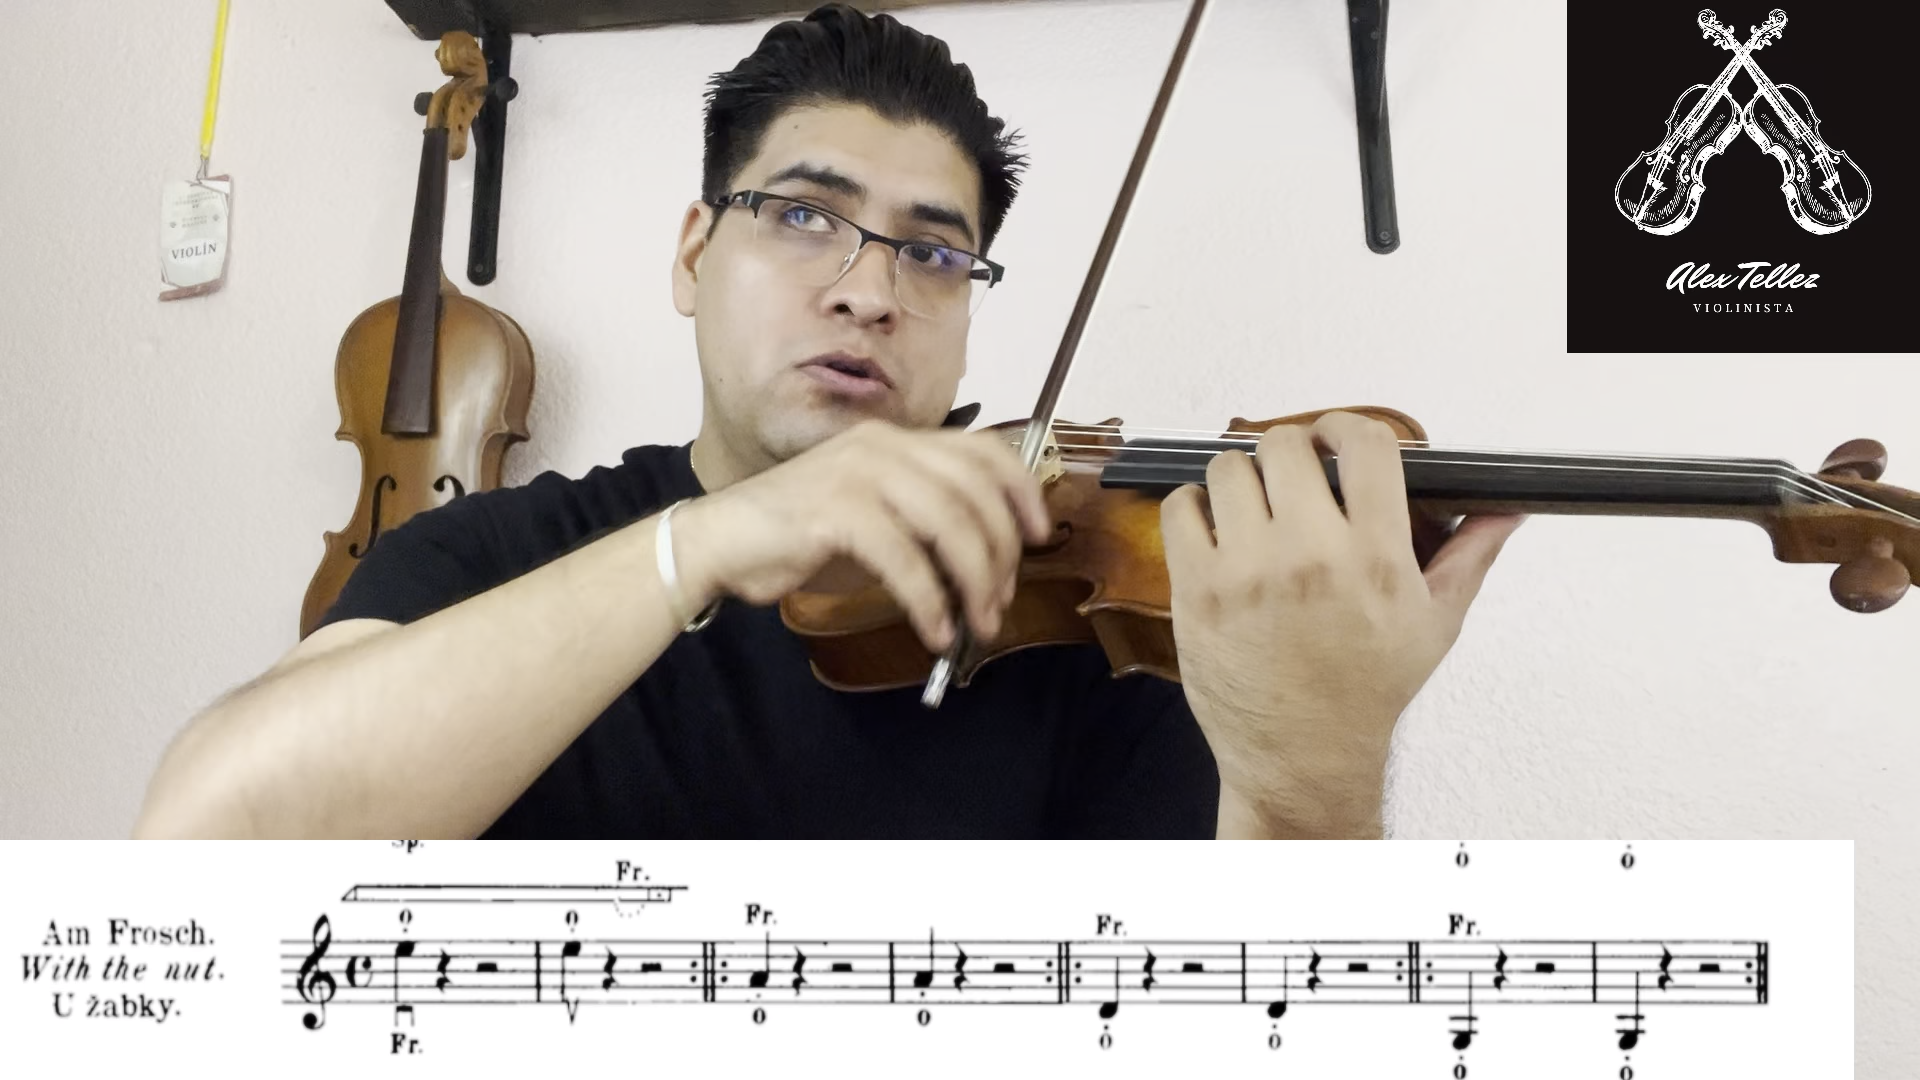 VIOLÍN
Alex Tellez
VIOLINISTA
Sp.
Fr.
Am Frosch.
With the nut.
U žabky.
Fr.
Fr.
Fr.
Fr.